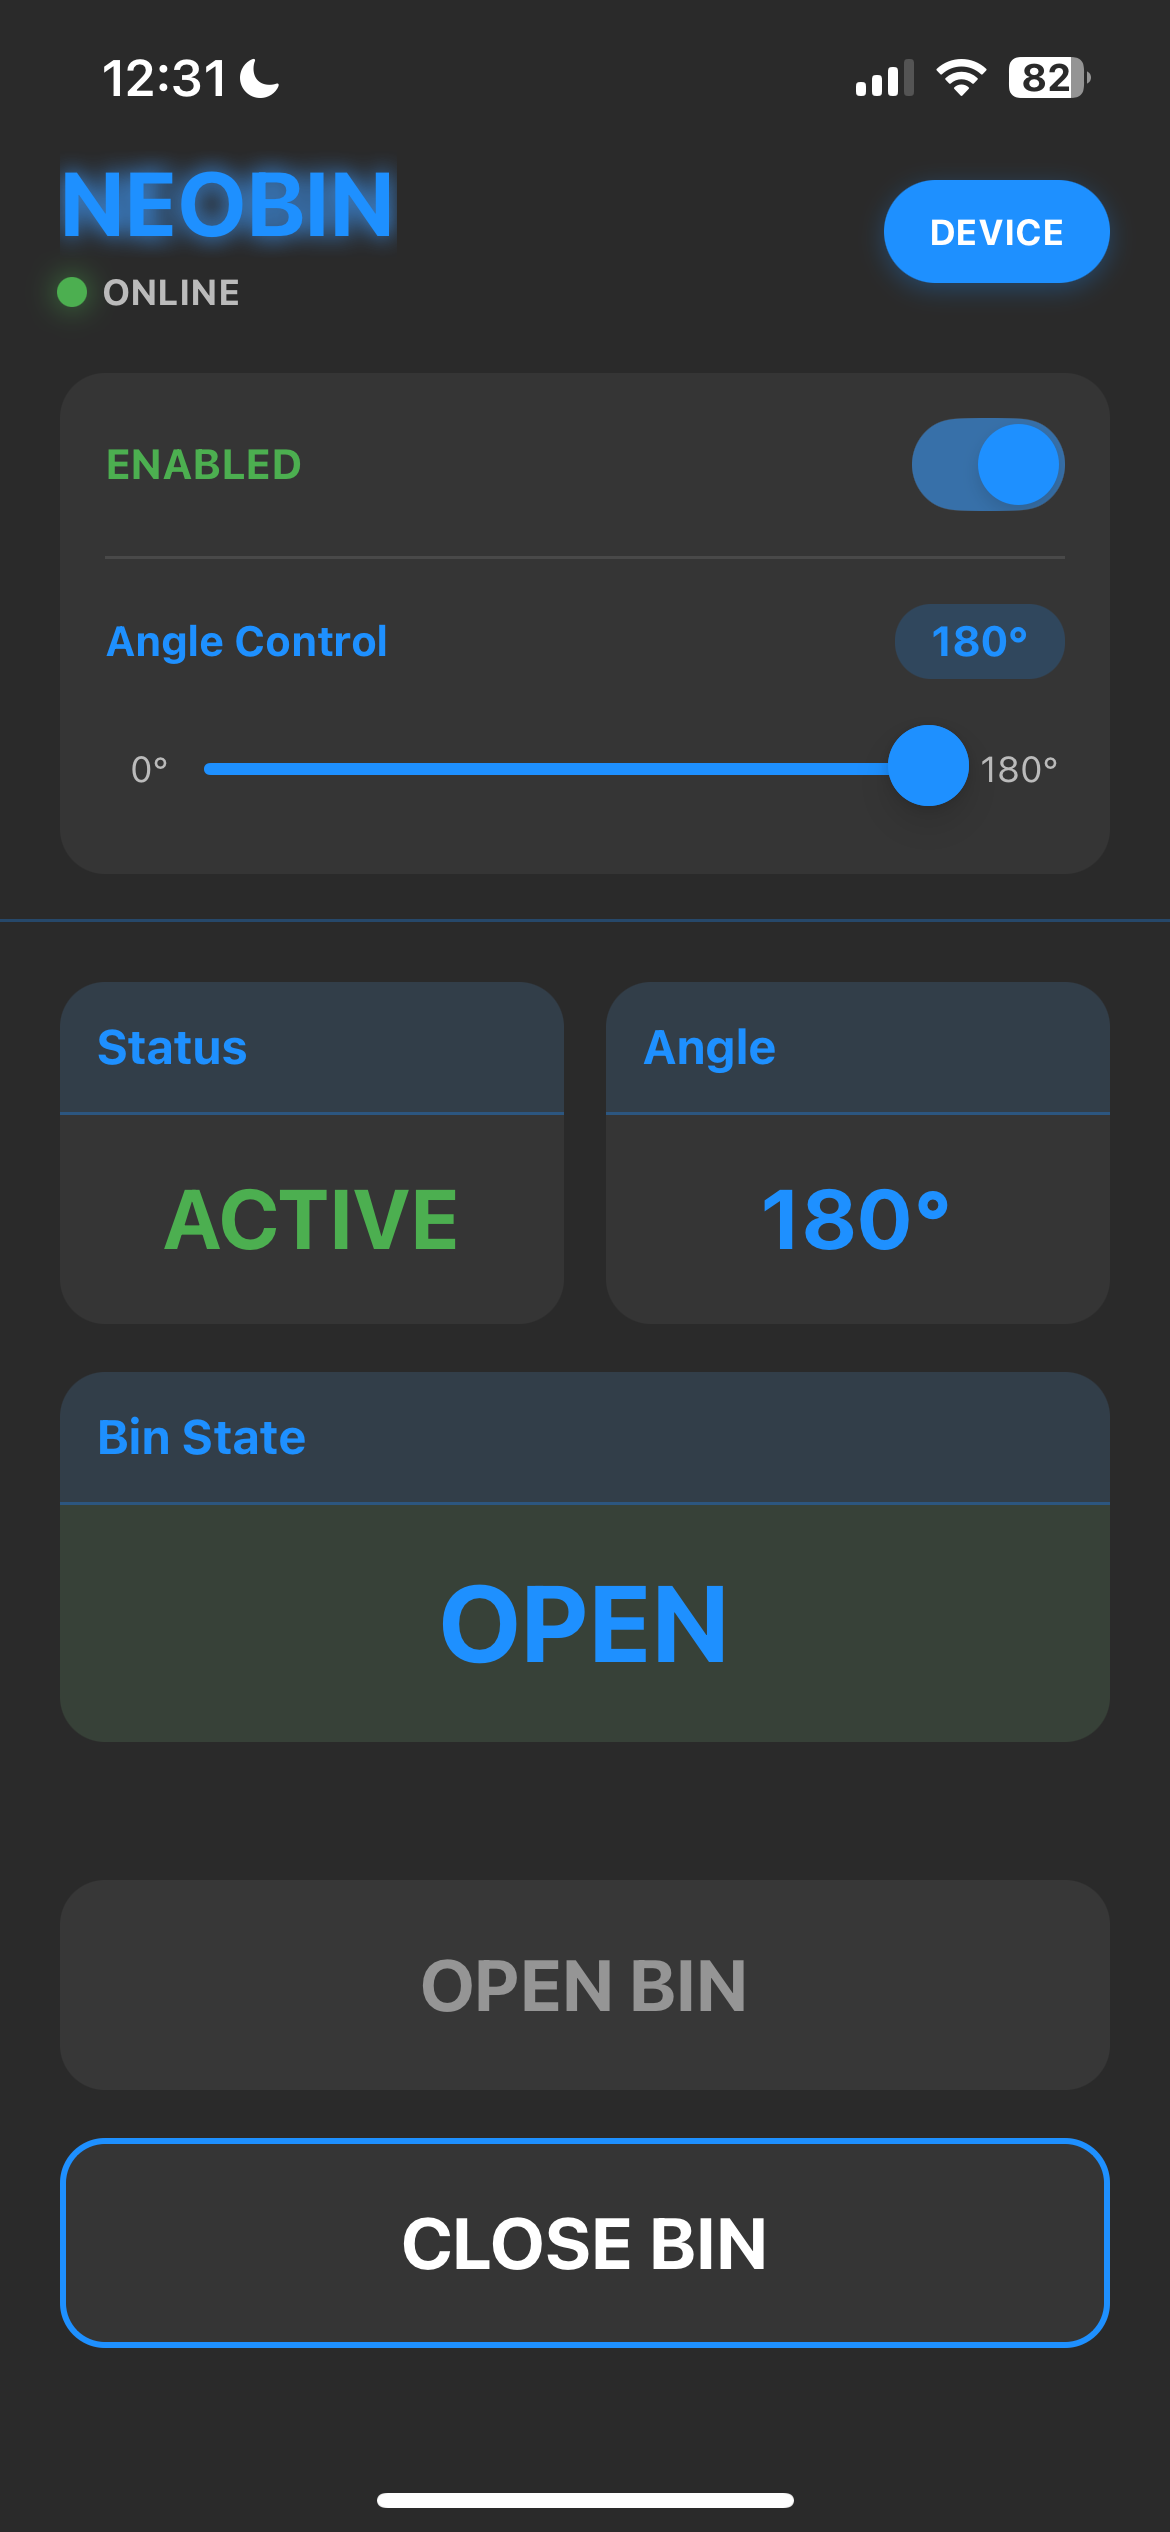 12:31
82
NEOBIN
DEVICE
ONLINE
ENABLED
Angle Control
180°
0°
180°
Status
Angle
ACTIVE
180°
Bin State
OPEN
OPEN BIN
CLOSE BIN